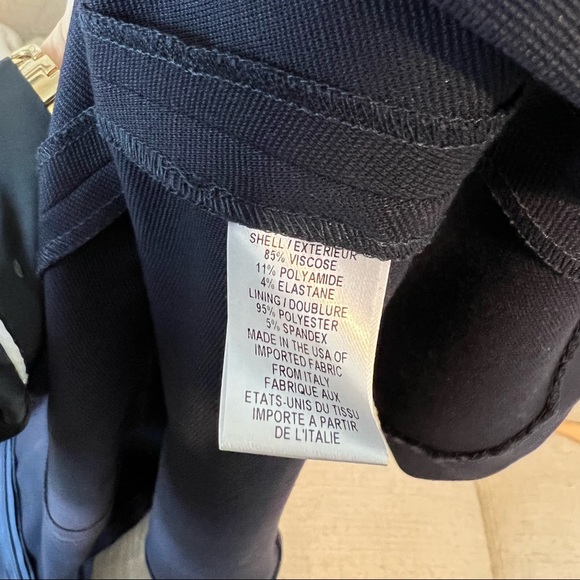 SHELL / EXTERIEUR
85% VISCOSE
11% POLYAMIDE
4% ELASTANE
LINING / DOUBLURE
95% POLYESTER
5% SPANDEX
MADE IN THE USA OF
IMPORTED FABRIC
FROM ITALY
FABRIQUE AUX
ETATS-UNIS DU TISSU
IMPORTE A PARTIR
DE L'ITALIE